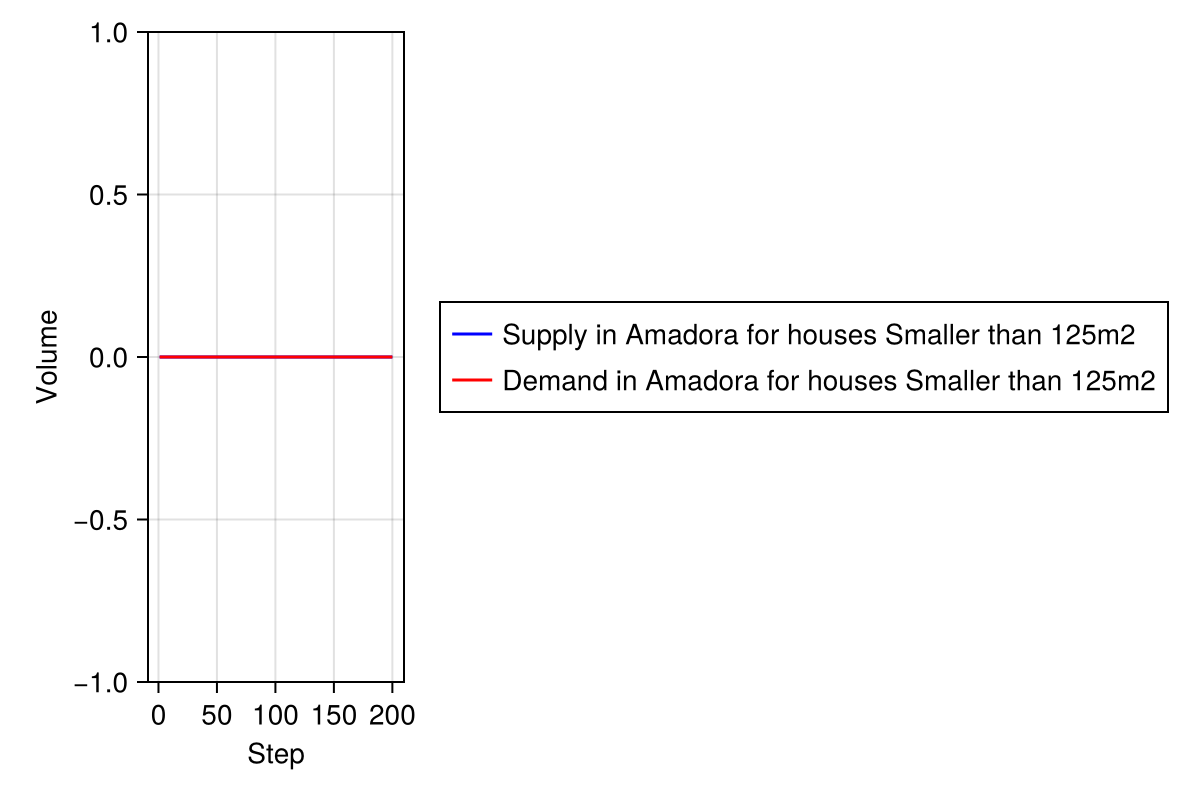 1.0
0.5
0.0
−0.5
−1.0
Volume
0 50 100 150 200
Step
Supply in Amadora for houses Smaller than 125m2
Demand in Amadora for houses Smaller than 125m2